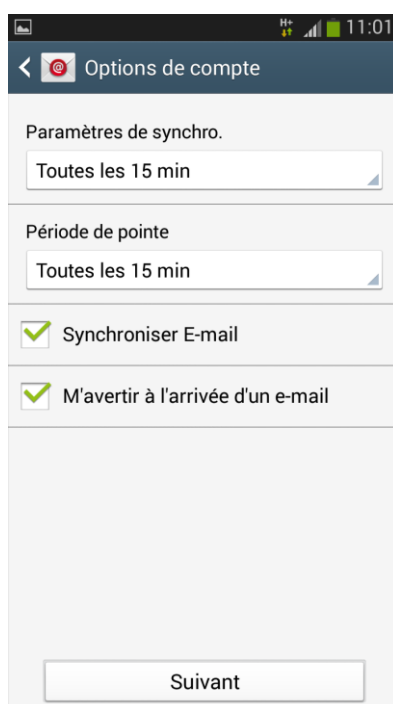 H+ 11:01
@ Options de compte
Paramètres de synchro.
Toutes les 15 min
Période de pointe
Toutes les 15 min
Synchroniser E-mail
M'avertir à l'arrivée d'un e-mail
Suivant